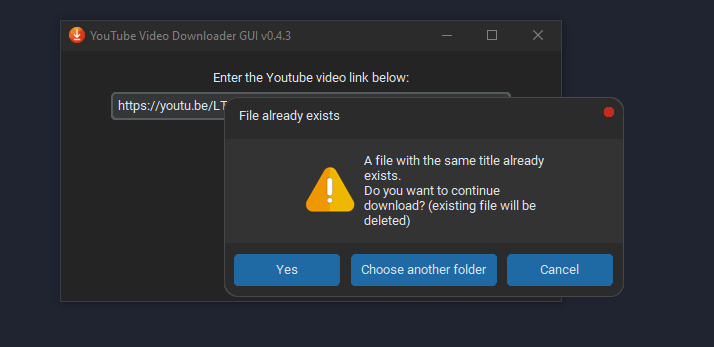 YouTube Video Downloader GUI v0.4.3
Enter the Youtube video link below:
https://youtu.be/LT
File already exists
A file with the same title already
exists.
Do you want to continue
download? (existing file will be
deleted)
Yes
Choose another folder
Cancel